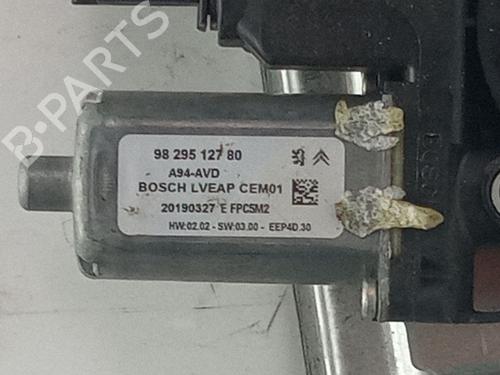 B-PARTS
98 295 127 80
A94-AVD
BOSCH LVEAP CEM01
20190327 E FPC5M2
HW:02.02 - SW:03.00 - EEP4D.30